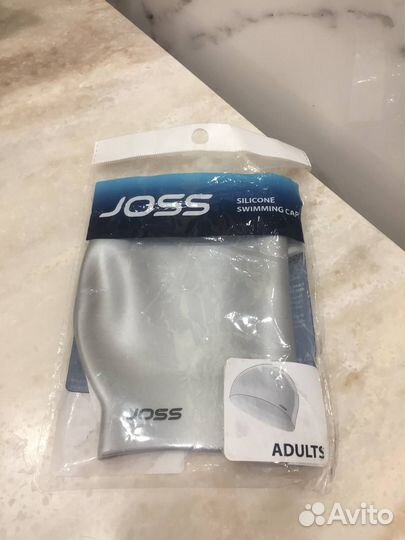 JOSS
SILICONE
SWIMMING CAP
JOSS
ADULTS
Avito